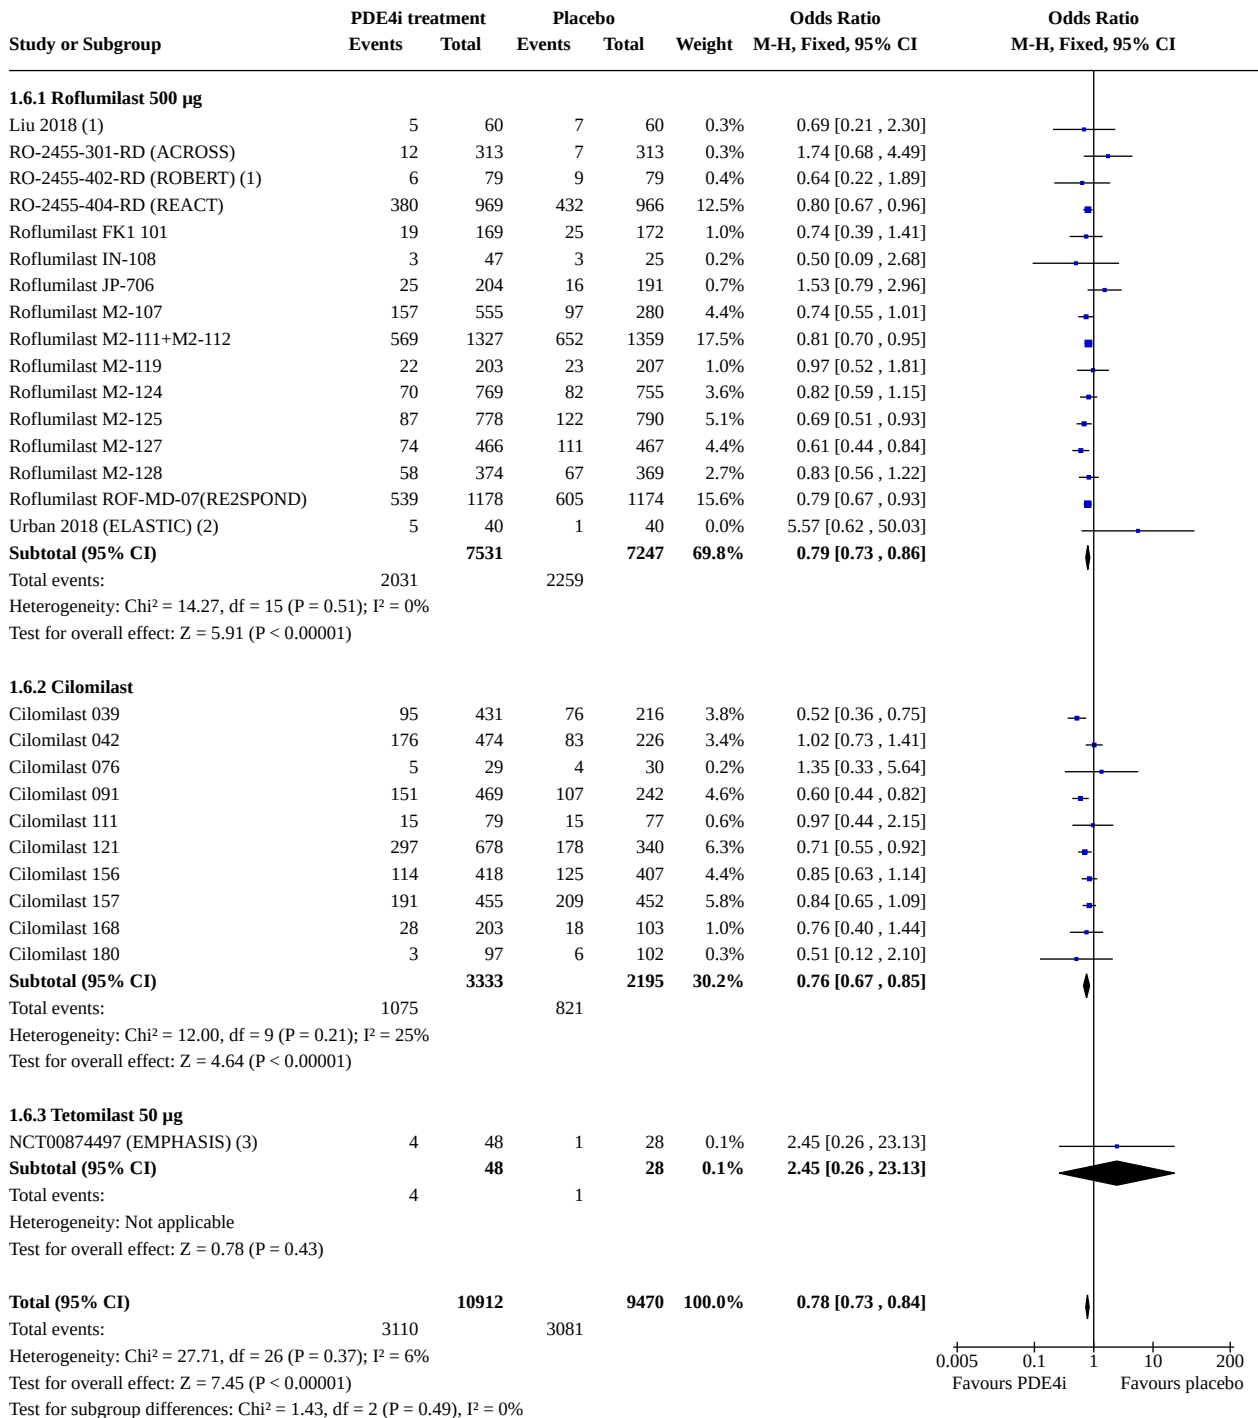 PDE4i treatment Placebo Odds Ratio Odds Ratio
Study or Subgroup Events Total Events Total Weight M-H, Fixed, 95% CI M-H, Fixed, 95% CI
1.6.1 Roflumilast 500 µg
Liu 2018 (1) 5 60 7 60 0.3% 0.69 [0.21 , 2.30]
RO-2455-301-RD (ACROSS) 12 313 7 313 0.3% 1.74 [0.68 , 4.49]
RO-2455-402-RD (ROBERT) (1) 6 79 9 79 0.4% 0.64 [0.22 , 1.89]
RO-2455-404-RD (REACT) 380 969 432 966 12.5% 0.80 [0.67 , 0.96]
Roflumilast FK1 101 19 169 25 172 1.0% 0.74 [0.39 , 1.41]
Roflumilast IN-108 3 47 3 25 0.2% 0.50 [0.09 , 2.68]
Roflumilast JP-706 25 204 16 191 0.7% 1.53 [0.79 , 2.96]
Roflumilast M2-107 157 555 97 280 4.4% 0.74 [0.55 , 1.01]
Roflumilast M2-111+M2-112 569 1327 652 1359 17.5% 0.81 [0.70 , 0.95]
Roflumilast M2-119 22 203 23 207 1.0% 0.97 [0.52 , 1.81]
Roflumilast M2-124 70 769 82 755 3.6% 0.82 [0.59 , 1.15]
Roflumilast M2-125 87 778 122 790 5.1% 0.69 [0.51 , 0.93]
Roflumilast M2-127 74 466 111 467 4.4% 0.61 [0.44 , 0.84]
Roflumilast M2-128 58 374 67 369 2.7% 0.83 [0.56 , 1.22]
Roflumilast ROF-MD-07(RE2SPOND) 539 1178 605 1174 15.6% 0.79 [0.67 , 0.93]
Urban 2018 (ELASTIC) (2) 5 40 1 40 0.0% 5.57 [0.62 , 50.03]
Subtotal (95% CI) 7531 7247 69.8% 0.79 [0.73 , 0.86]
Total events: 2031 2259
Heterogeneity: Chi² = 14.27, df = 15 (P = 0.51); I² = 0%
Test for overall effect: Z = 5.91 (P < 0.00001)
1.6.2 Cilomilast
Cilomilast 039 95 431 76 216 3.8% 0.52 [0.36 , 0.75]
Cilomilast 042 176 474 83 226 3.4% 1.02 [0.73 , 1.41]
Cilomilast 076 5 29 4 30 0.2% 1.35 [0.33 , 5.64]
Cilomilast 091 151 469 107 242 4.6% 0.60 [0.44 , 0.82]
Cilomilast 111 15 79 15 77 0.6% 0.97 [0.44 , 2.15]
Cilomilast 121 297 678 178 340 6.3% 0.71 [0.55 , 0.92]
Cilomilast 156 114 418 125 407 4.4% 0.85 [0.63 , 1.14]
Cilomilast 157 191 455 209 452 5.8% 0.84 [0.65 , 1.09]
Cilomilast 168 28 203 18 103 1.0% 0.76 [0.40 , 1.44]
Cilomilast 180 3 97 6 102 0.3% 0.51 [0.12 , 2.10]
Subtotal (95% CI) 3333 2195 30.2% 0.76 [0.67 , 0.85]
Total events: 1075 821
Heterogeneity: Chi² = 12.00, df = 9 (P = 0.21); I² = 25%
Test for overall effect: Z = 4.64 (P < 0.00001)
1.6.3 Tetomilast 50 µg
NCT00874497 (EMPHASIS) (3) 4 48 1 28 0.1% 2.45 [0.26 , 23.13]
Subtotal (95% CI) 48 28 0.1% 2.45 [0.26 , 23.13]
Total events: 4 1
Heterogeneity: Not applicable
Test for overall effect: Z = 0.78 (P = 0.43)
Total (95% CI) 10912 9470 100.0% 0.78 [0.73 , 0.84]
Total events: 3110 3081
Heterogeneity: Chi² = 27.71, df = 26 (P = 0.37); I² = 6%
Test for overall effect: Z = 7.45 (P < 0.00001)
Test for subgroup differences: Chi² = 1.43, df = 2 (P = 0.49), I² = 0%
0.005 0.1 1 10 200
Favours PDE4i Favours placebo